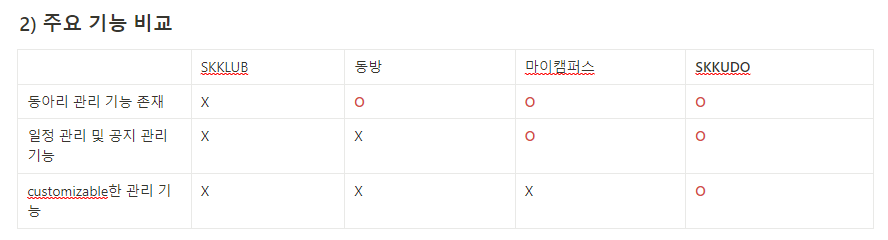 2) 주요 기능 비교
SKKLUB 동방 마이캠퍼스 SKKUDO
동아리 관리 기능 존재 X O O O
일정 관리 및 공지 관리 X X O O
기능
customizable한 관리 기 X X X O
능